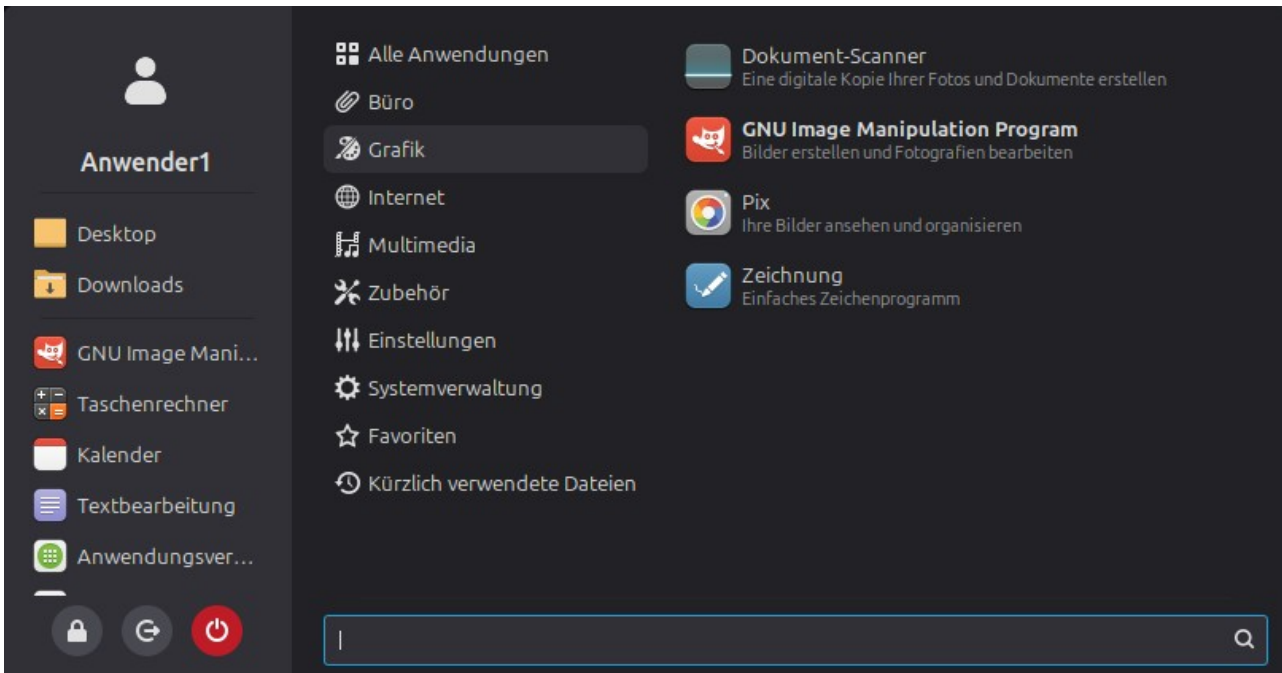 Anwender1
Desktop
Downloads
GNU Image Mani...
Taschenrechner
Kalender
Textbearbeitung
Anwendungsver...
Alle Anwendungen
Büro
Grafik
Internet
Multimedia
Zubehör
Einstellungen
Systemverwaltung
Favoriten
Kürzlich verwendete Dateien
Dokument-Scanner
Eine digitale Kopie Ihrer Fotos und Dokumente erstellen
GNU Image Manipulation Program
Bilder erstellen und Fotografien bearbeiten
Pix
Ihre Bilder ansehen und organisieren
Zeichnung
Einfaches Zeichenprogramm